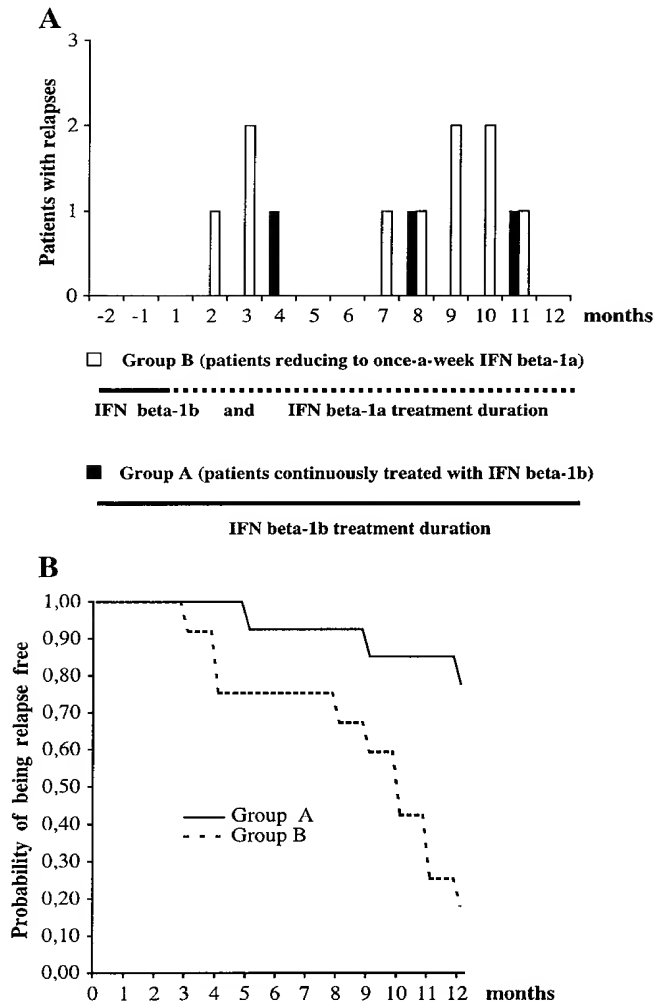 A
Patients with relapses
3
2
1
0
-2 -1 1 2 3 4 5 6 7 8 9 10 11 12 months
Group B (patients reducing to once-a-week IFN beta-1a)
IFN beta-1b and IFN beta-1a treatment duration
Group A (patients continuously treated with IFN beta-1b)
IFN beta-1b treatment duration
B
Probability of being relapse free
1,00
0,90
0,80
0,70
0,60
0,50
0,40
0,30
0,20
0,10
0,00
Group A
Group B
0 1 2 3 4 5 6 7 8 9 10 11 12 months